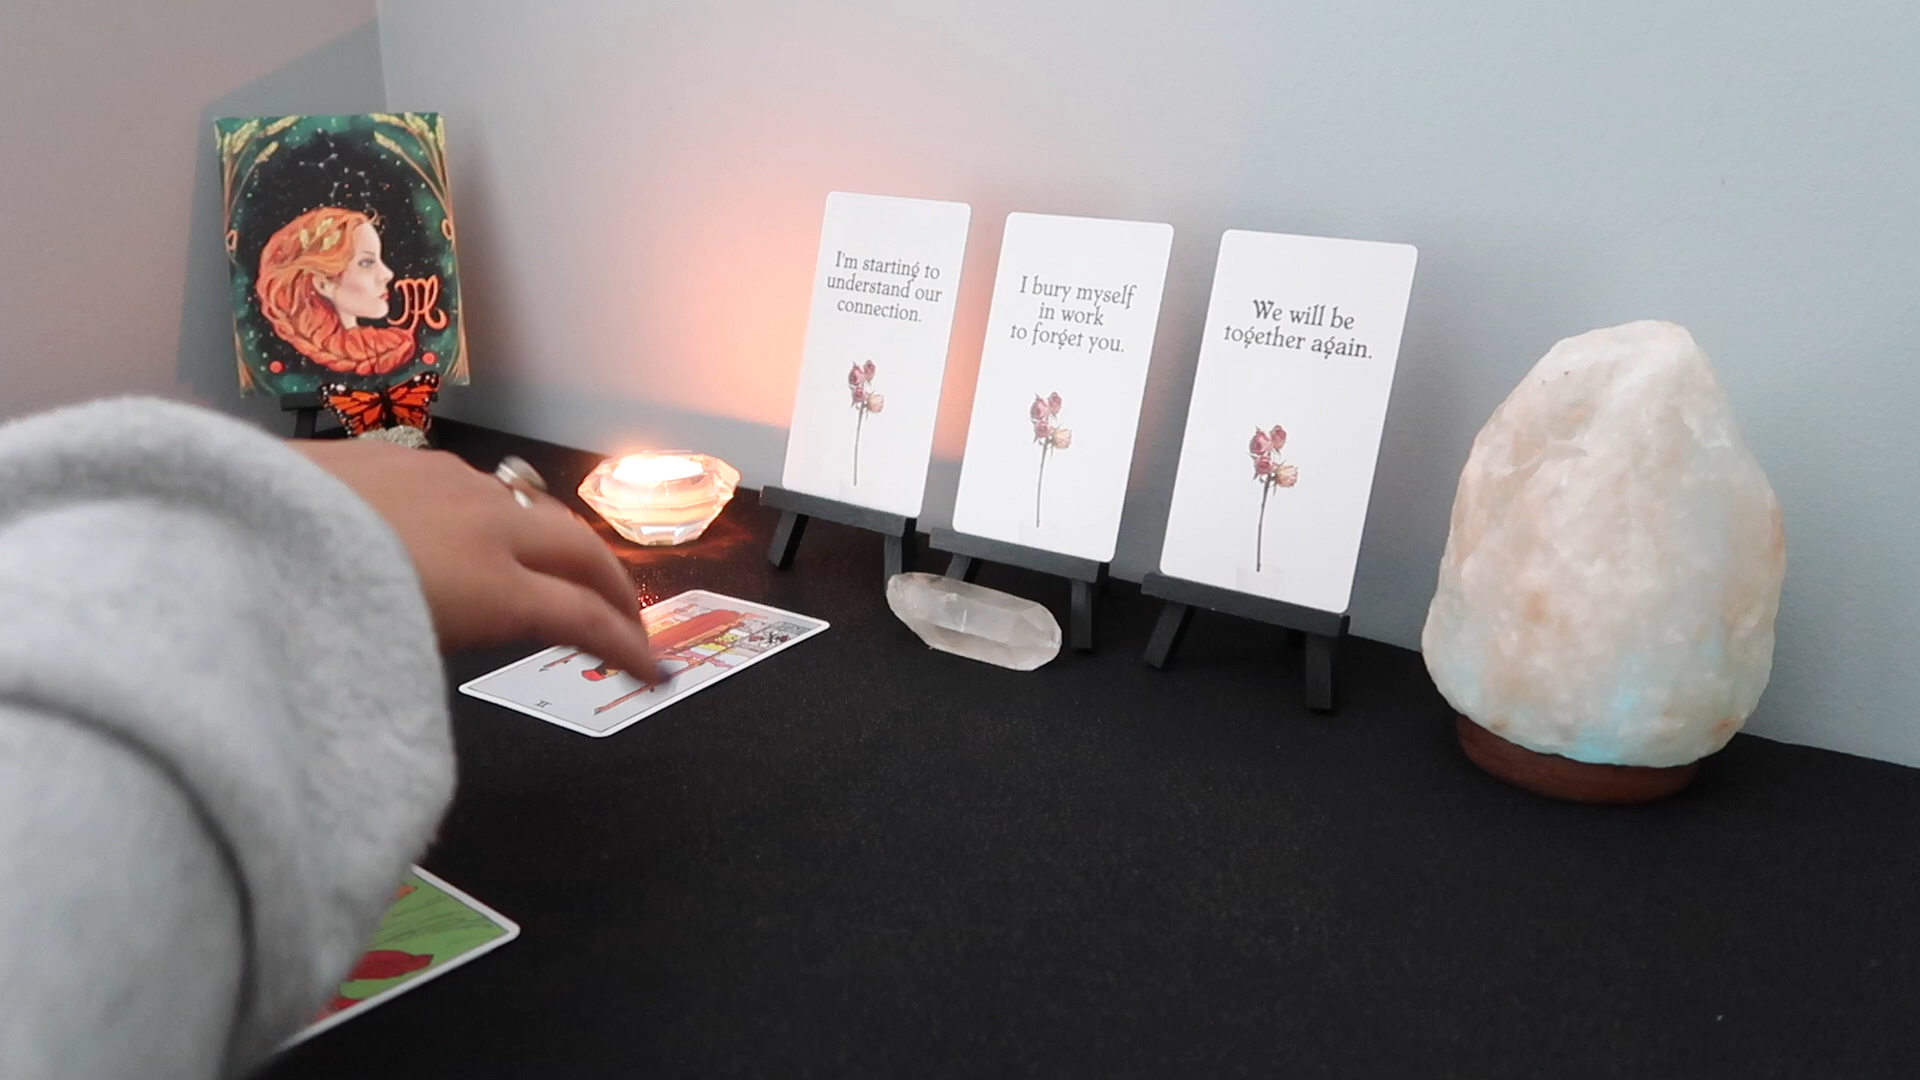 I'm starting to
understand our
connection.
I bury myself
in work
to forget you.
We will be
together again.